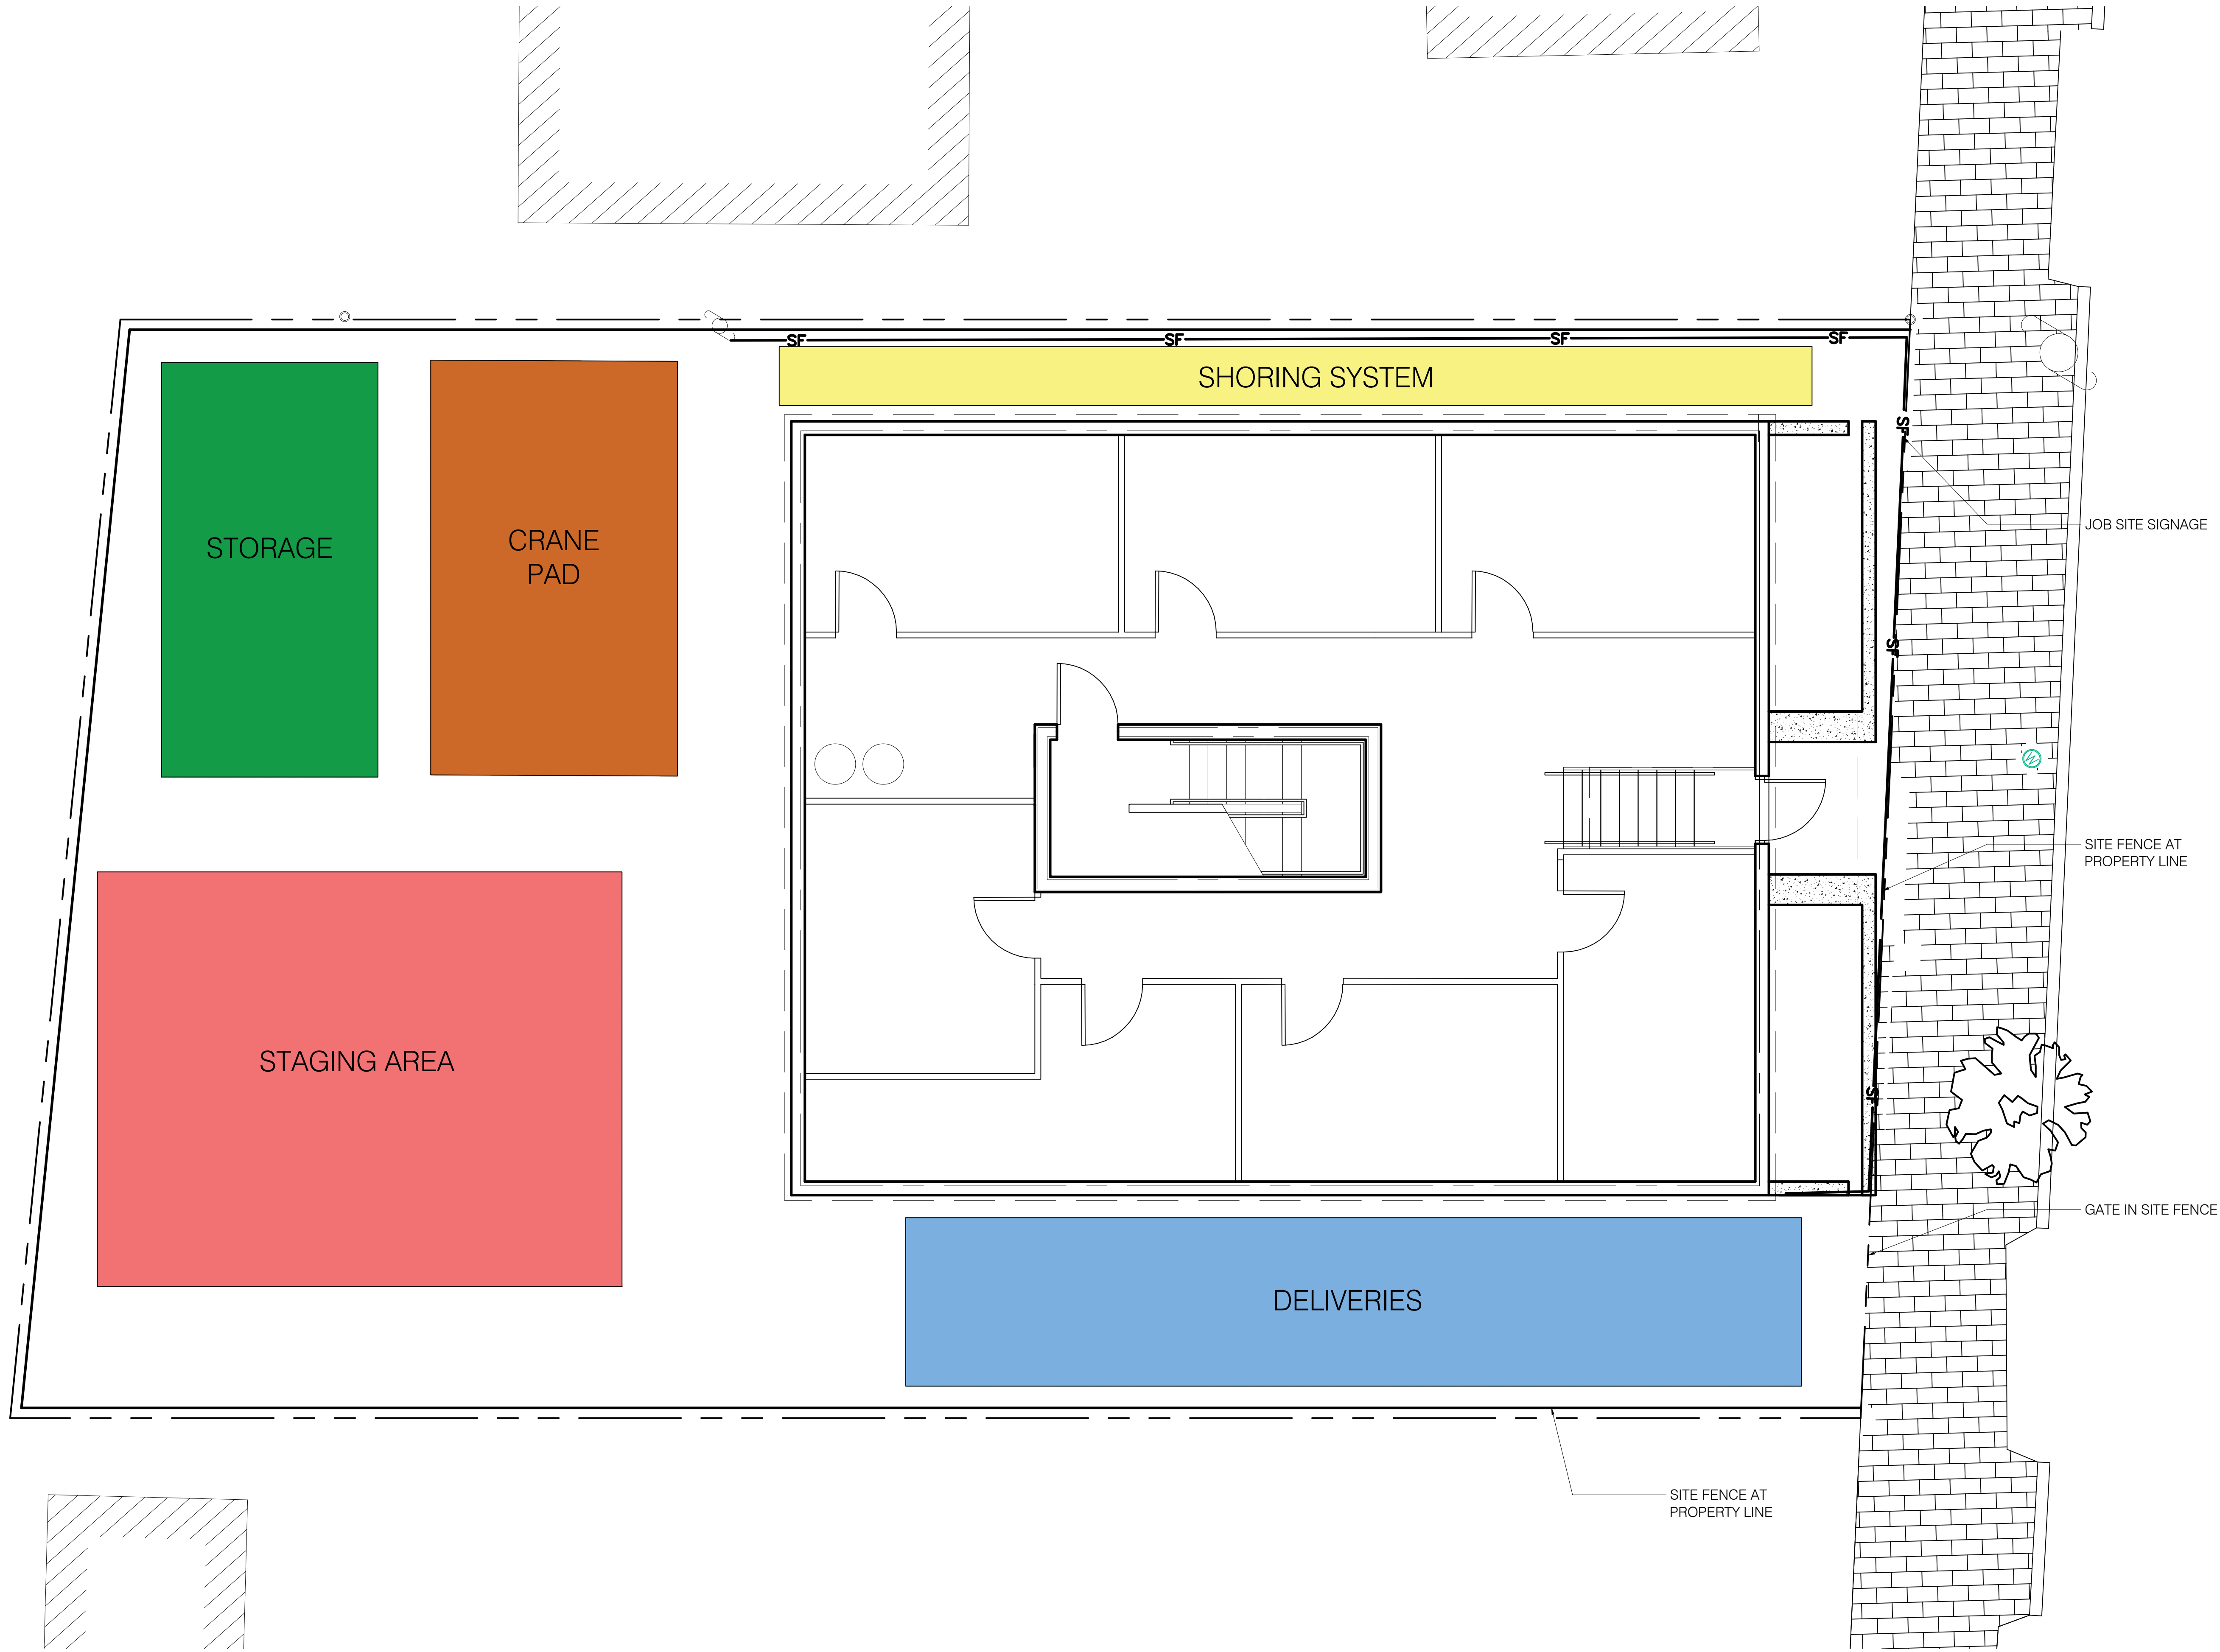 SF
SF
SF
SF
SHORING SYSTEM
SF
STORAGE
CRANE
PAD
JOB SITE SIGNAGE
SF
SITE FENCE AT
PROPERTY LINE
STAGING AREA
SF
GATE IN SITE FENCE
DELIVERIES
SITE FENCE AT
PROPERTY LINE